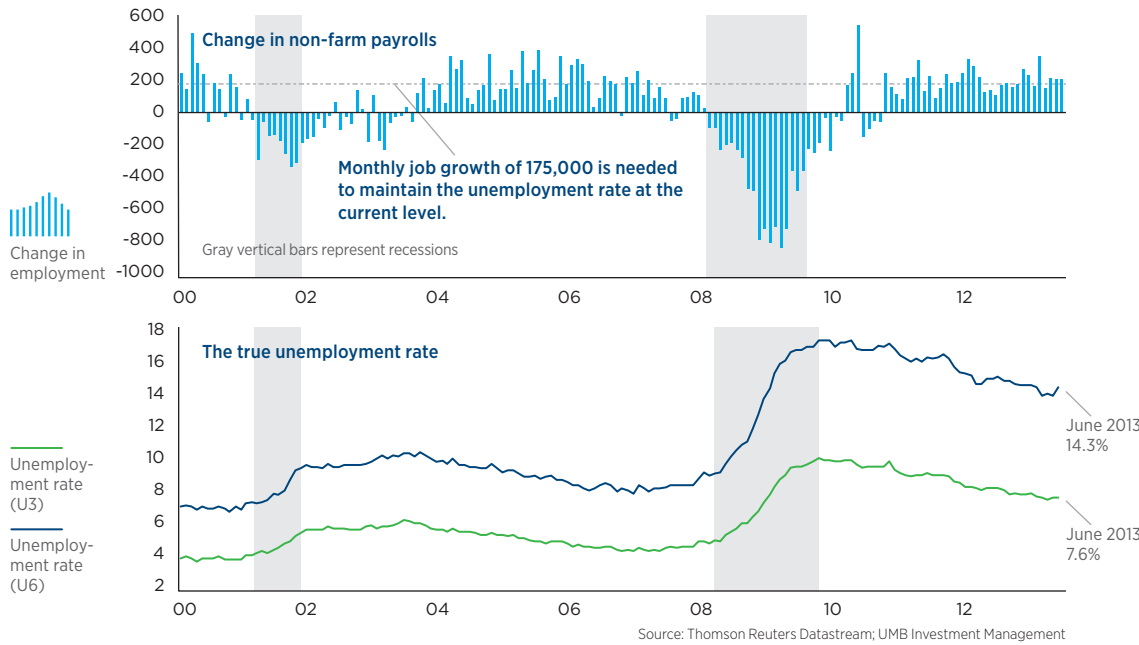 600
Change in non-farm payrolls
400
200
0
-200
-400
-600
-800
-1000
Monthly job growth of 175,000 is needed
to maintain the unemployment rate at the
current level.
Gray vertical bars represent recessions
Change in
employment
00 02 04 06 08 10 12
18
The true unemployment rate
16
14
12
10
8
6
4
2
June 2013
14.3%
June 2013
7.6%
Unemploy-
ment rate
(U3)
Unemploy-
ment rate
(U6)
00 02 04 06 08 10 12
Source: Thomson Reuters Datastream; UMB Investment Management